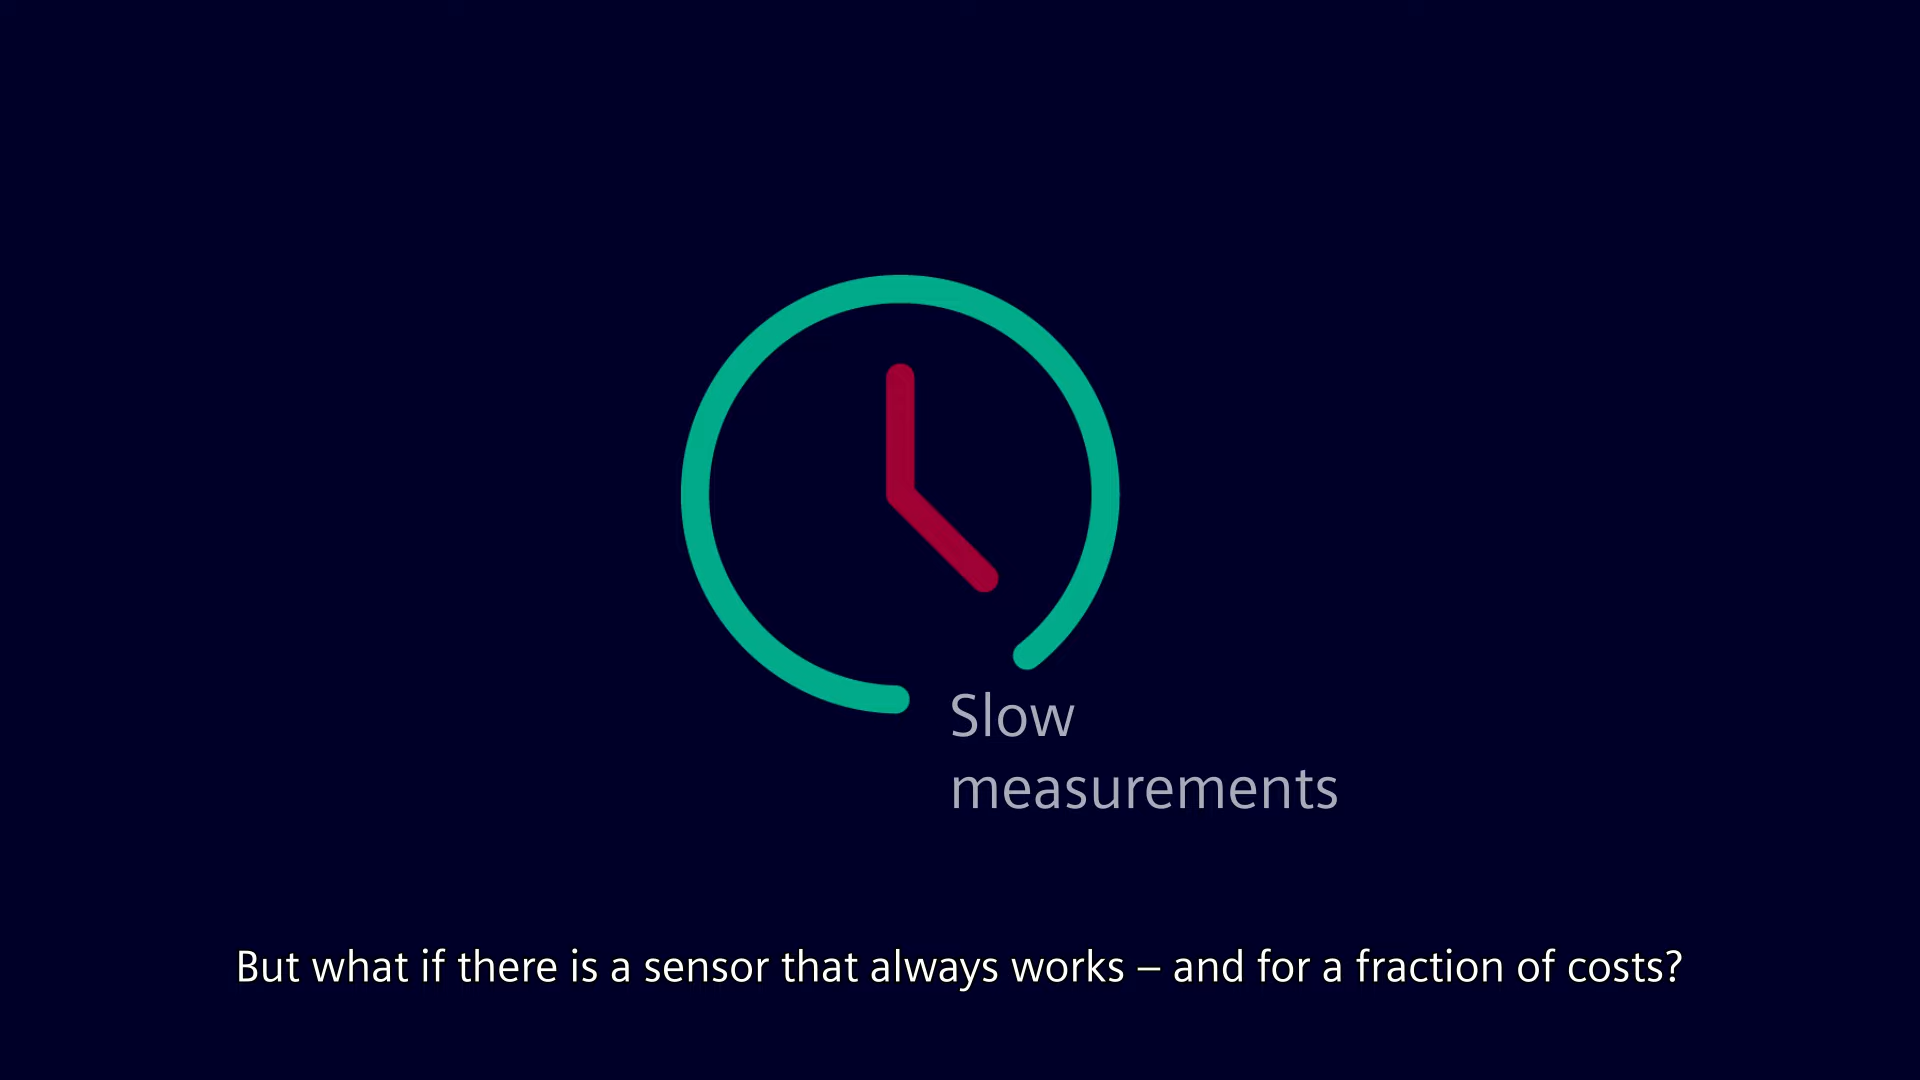 Slow
measurements
But what if there is a sensor that always works – and for a fraction of costs?